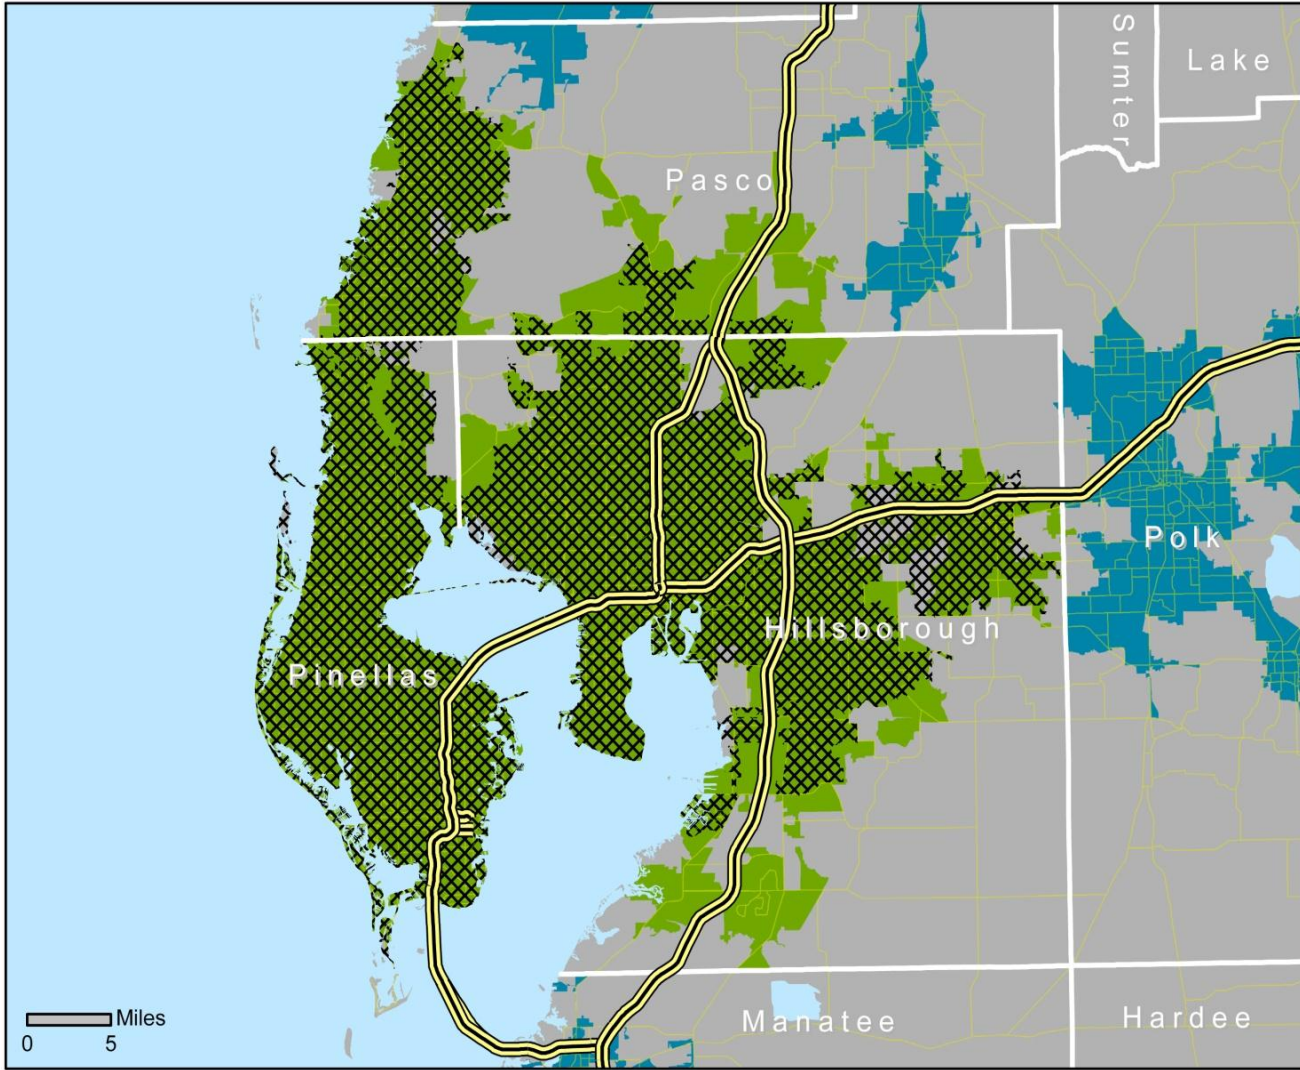 Sumter
Lake
Pasco
Polk
Hillsborough
Pinellas
Miles
0 5
Manatee
Hardee